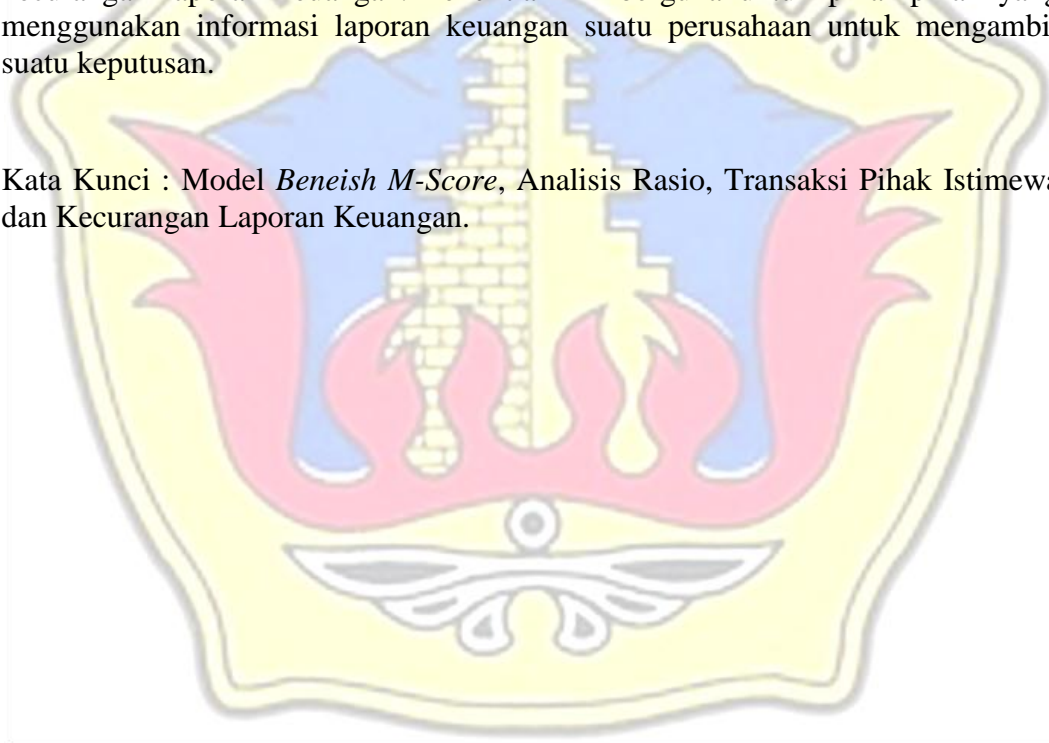 menggunakan informasi laporan keuangan suatu perusahaan untuk mengambi
suatu keputusan.
Kata Kunci : Model Beneish M-Score, Analisis Rasio, Transaksi Pihak Istimewa
dan Kecurangan Laporan Keuangan.